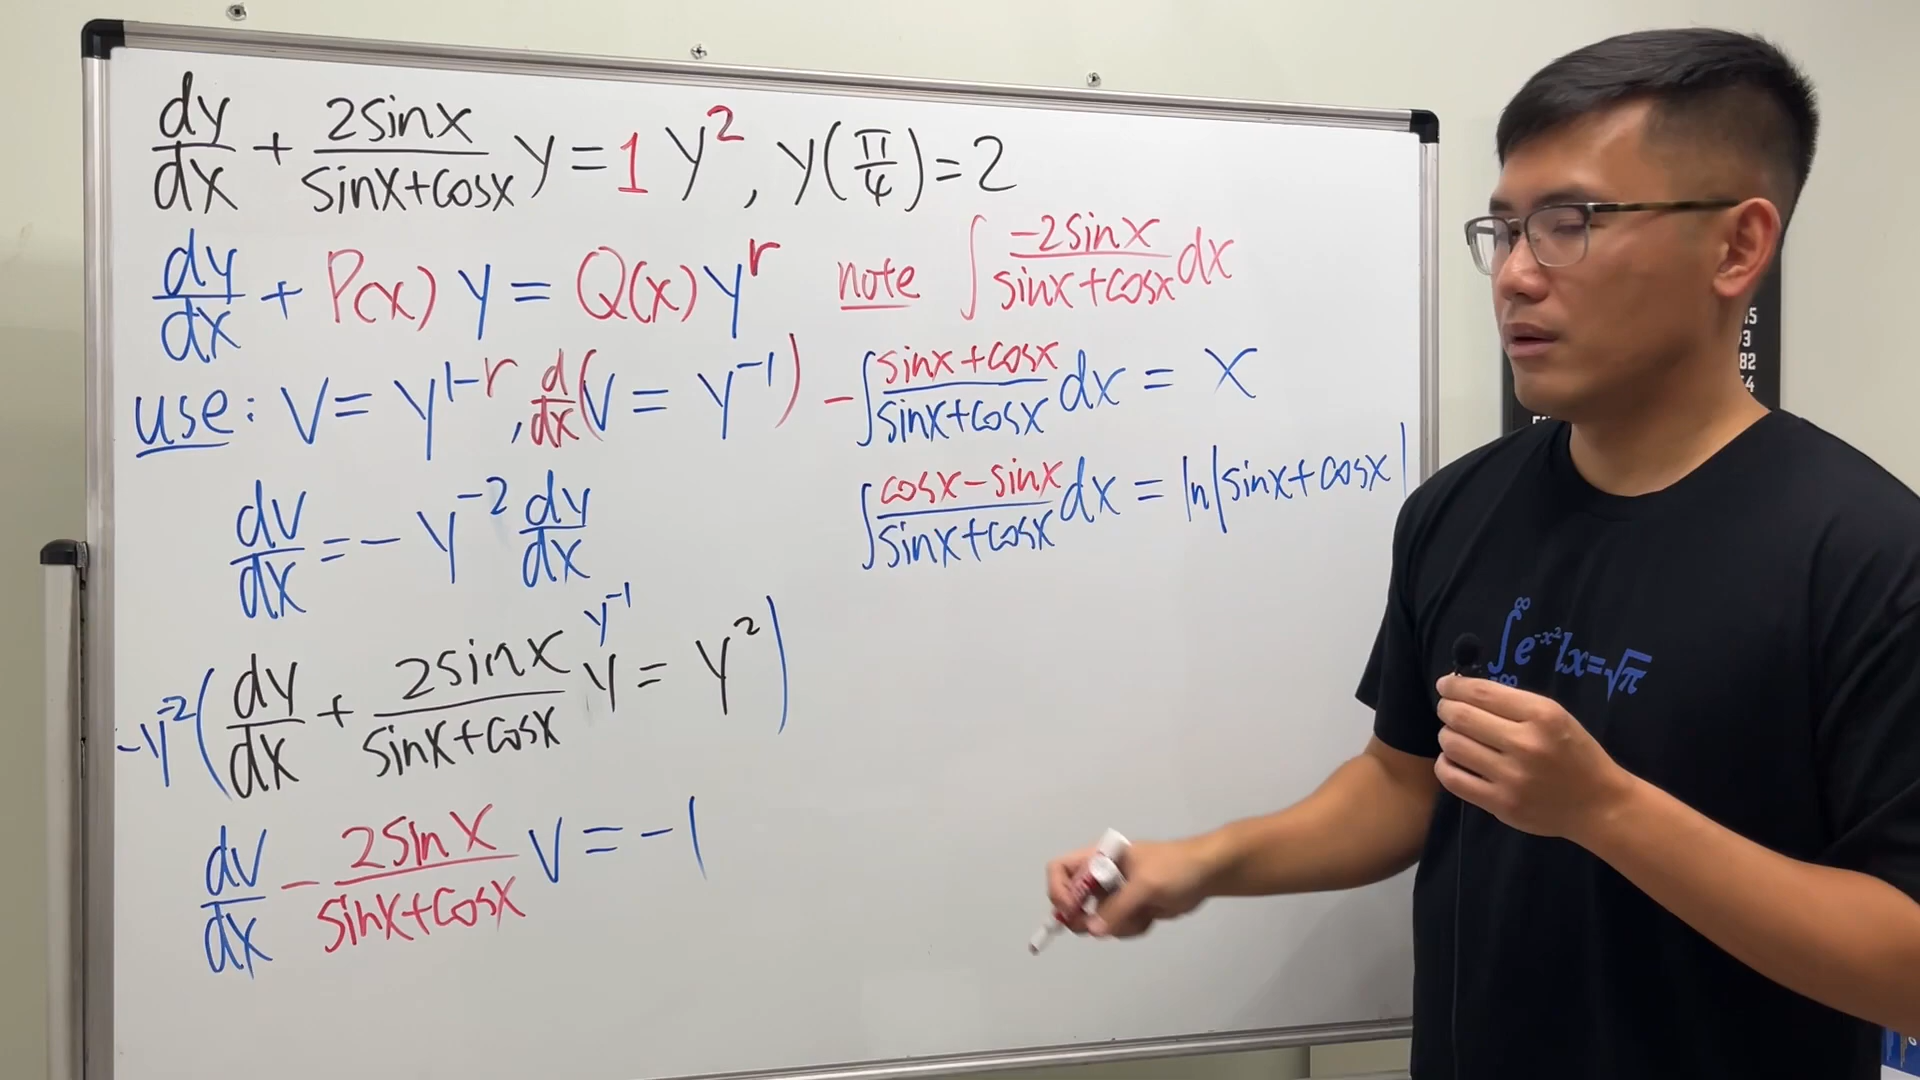 dy/dx + 2sinx/(sinx+cosx) y = 1 y², y(π/4) = 2
dy/dx + P(x) y = Q(x) y^r
use: v = y^(1-r), d/dx(v = y⁻¹)
dv/dx = - y⁻² dy/dx
y⁻¹
-y⁻²(dy/dx + 2sinx/(sinx+cosx) y = y²)
dv/dx - 2sinx/(sinx+cosx) v = -1
note ∫ -2sinx/(sinx+cosx) dx
-∫ (sinx+cosx)/(sinx+cosx) dx = x
∫ (cosx-sinx)/(sinx+cosx) dx = ln|sinx+cosx|